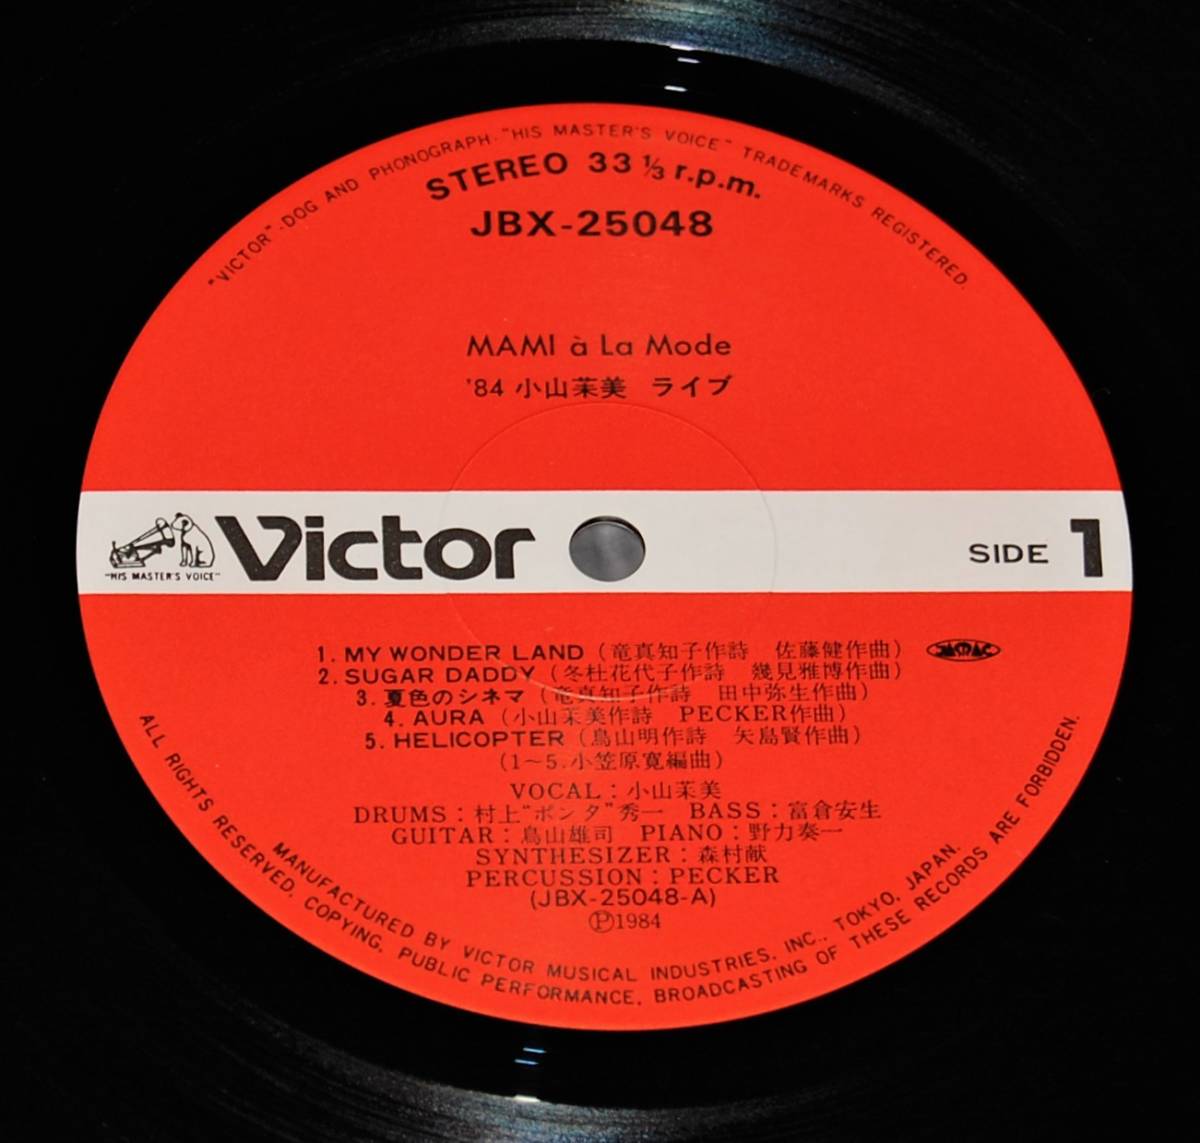 "VICTOR"-DOG AND PHONOGRAPH-"HIS MASTER'S VOICE" TRADEMARKS REGISTERED.
STEREO 33 1/3 r.p.m.
JBX-25048
MAMI à La Mode
'84 小山茉美 ライブ
"HIS MASTER'S VOICE"
Victor
SIDE 1
1. MY WONDER LAND (竜真知子作詩 佐藤健作曲)
JASRAC
2. SUGAR DADDY (冬杜花代子作詩 幾見雅博作曲)
3. 夏色のシネマ (竜真知子作詩 田中弥生作曲)
4. AURA (小山茉美作詩 PECKER作曲)
5. HELICOPTER (鳥山明作詩 矢島賢作曲)
(1~5.小笠原寛編曲)
VOCAL:小山茉美
DRUMS:村上"ポンタ"秀一 BASS:富倉安生
GUITAR:鳥山雄司 PIANO:野力奏一
SYNTHESIZER:森村献
PERCUSSION:PECKER
(JBX-25048-A)
Ⓟ1984
MANUFACTURED BY VICTOR MUSICAL INDUSTRIES, INC., TOKYO, JAPAN.
ALL RIGHTS RESERVED. COPYING, PUBLIC PERFORMANCE, BROADCASTING OF THESE RECORDS ARE FORBIDDEN.